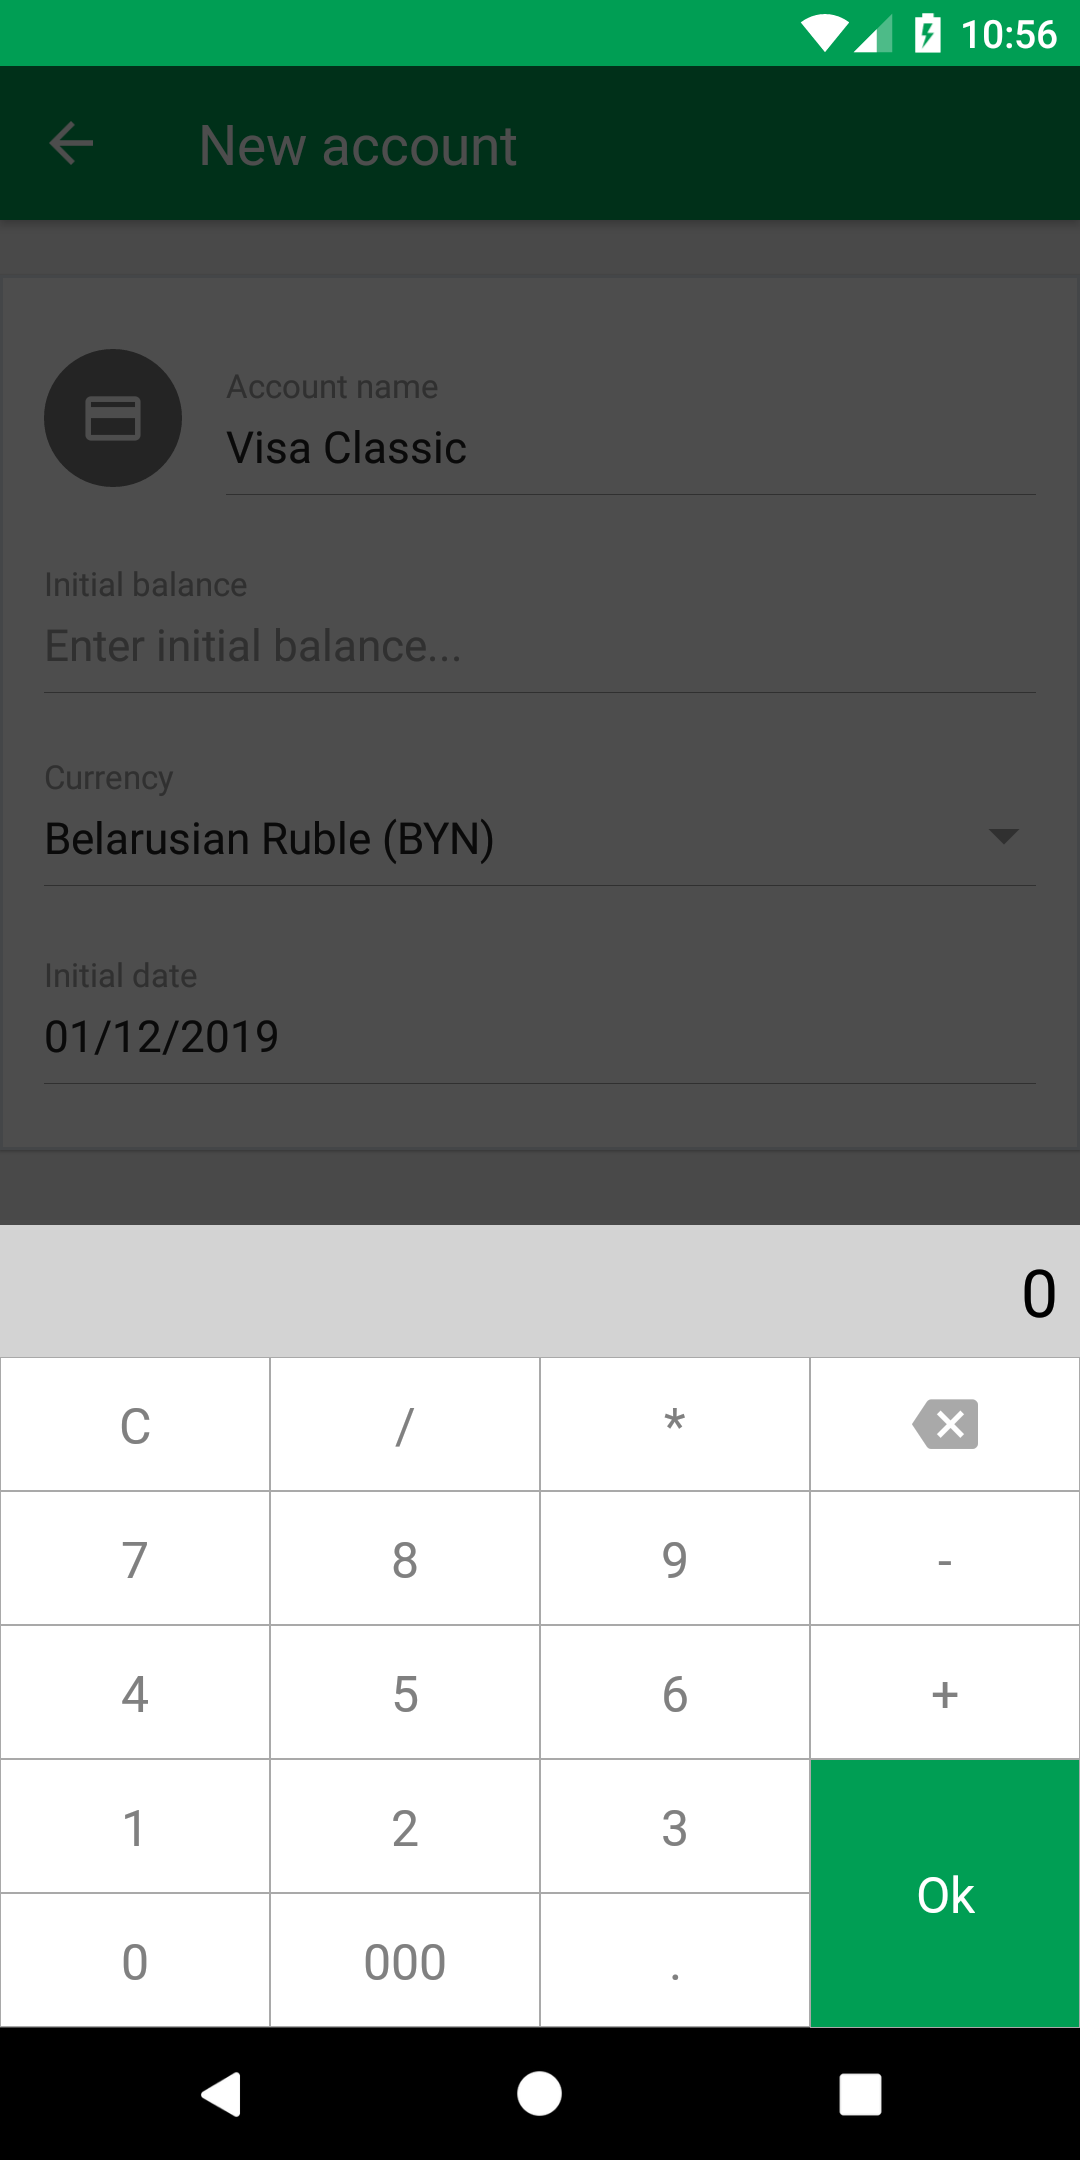 10:56
New account
Account name
Visa Classic
Initial balance
Enter initial balance...
Currency
Belarusian Ruble (BYN)
Initial date
01/12/2019
0
C / *
7 8 9 -
4 5 6 +
1 2 3
Ok
0 000 .